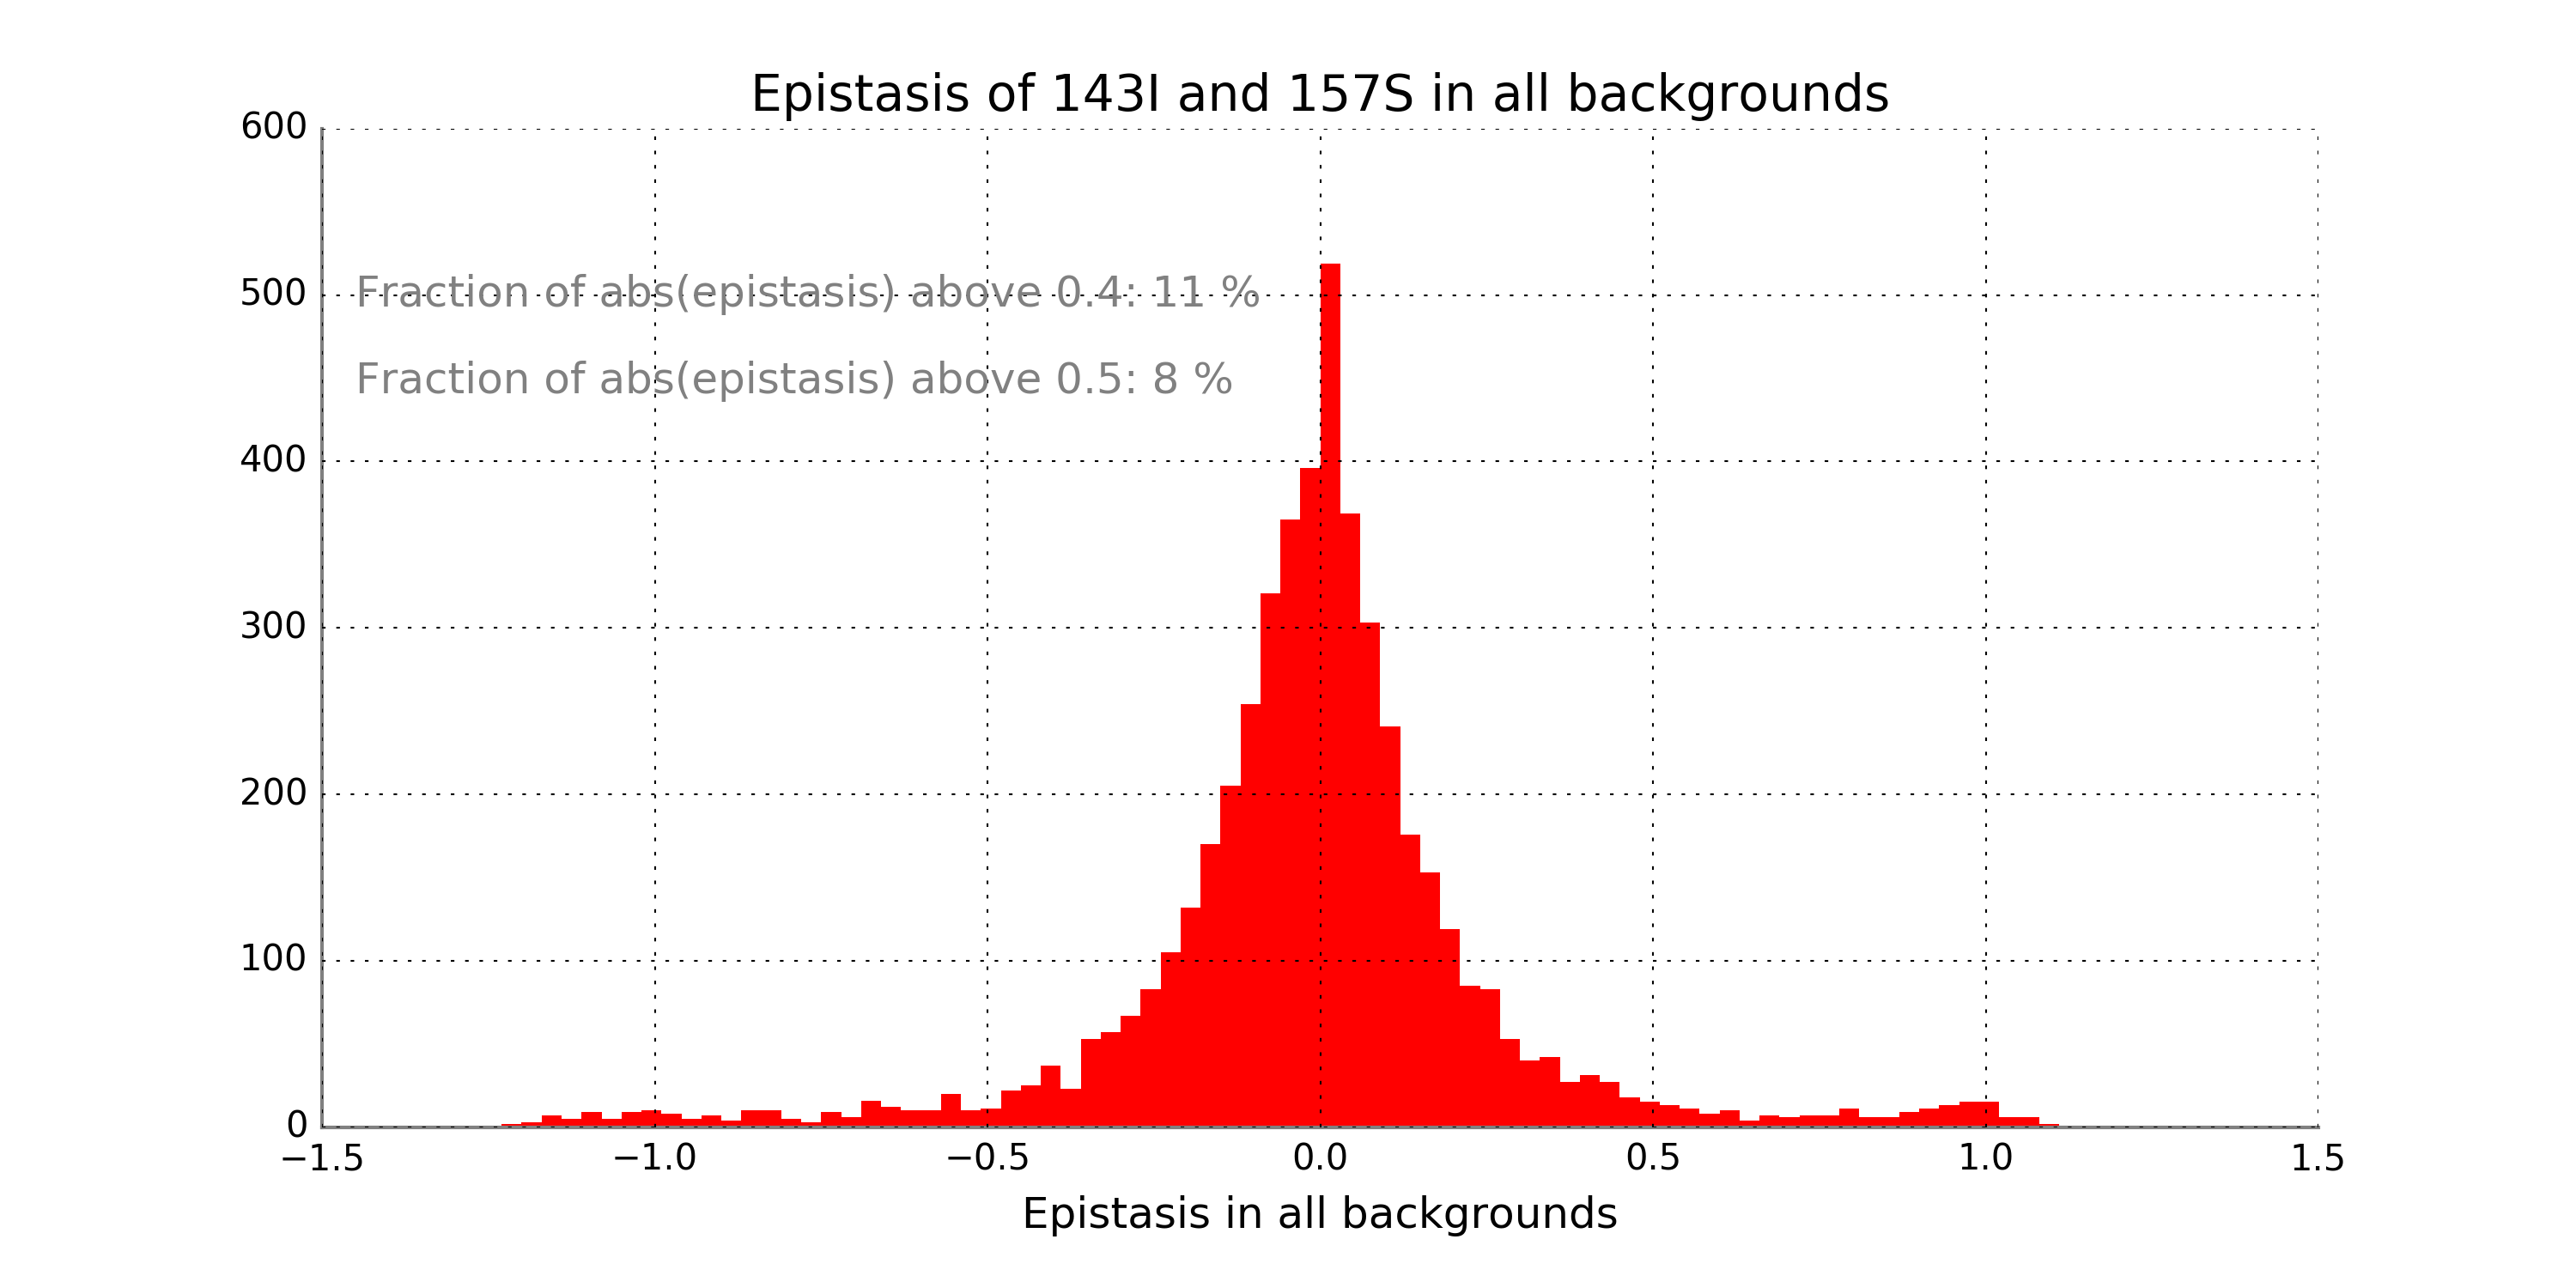 Epistasis of 143I and 157S in all backgrounds
600
500
400
300
200
100
0
Fraction of abs(epistasis) above 0.4: 11 %
Fraction of abs(epistasis) above 0.5: 8 %
−1.5 −1.0 −0.5 0.0 0.5 1.0 1.5
Epistasis in all backgrounds